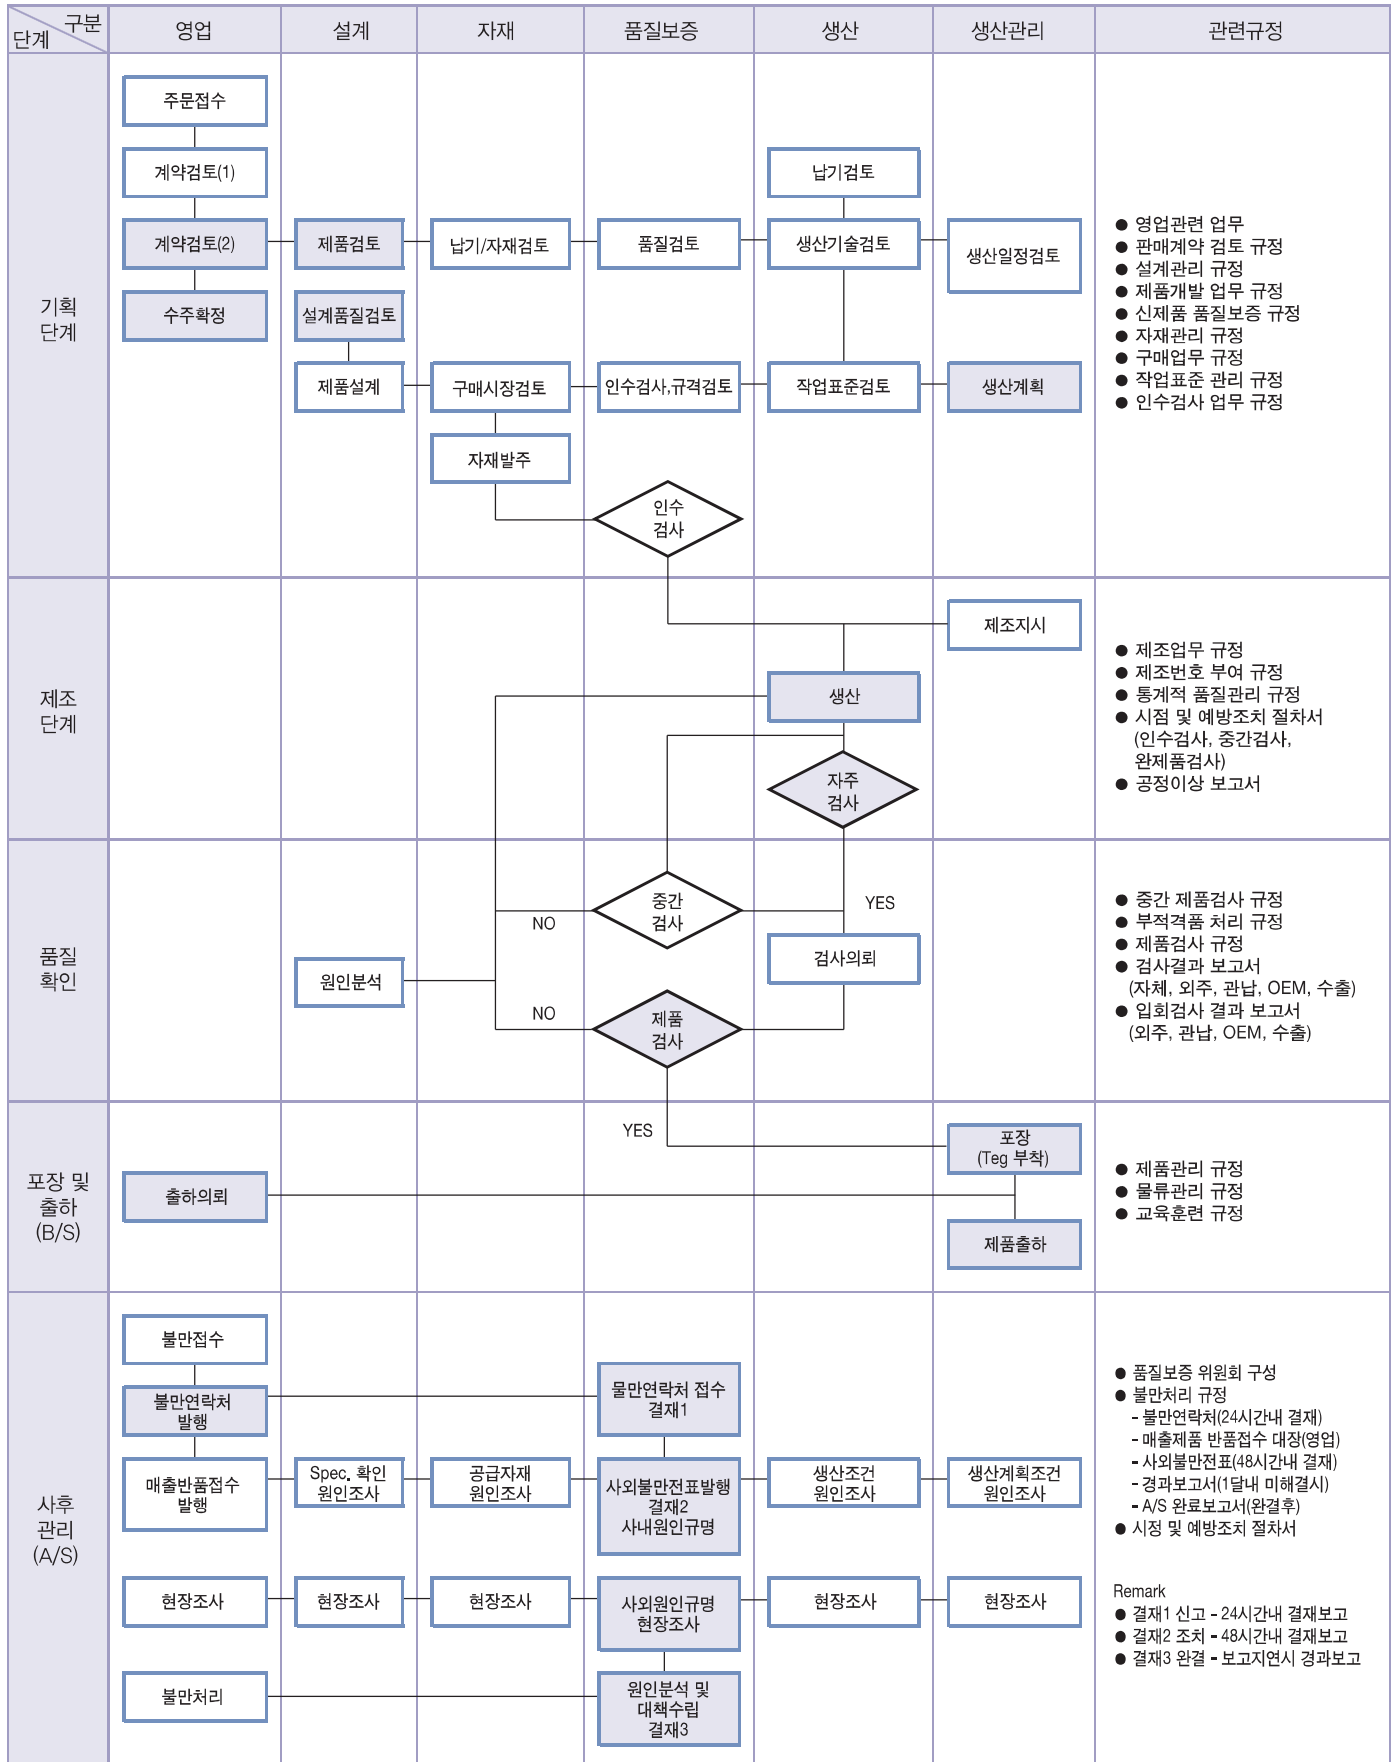 구분
단계
영업
설계
자재
품질보증
생산
생산관리
관련규정
기획
단계
주문접수
계약검토(1)
납기검토
계약검토(2)
제품검토
납기/자재검토
품질검토
생산기술검토
생산일정검토
수주확정
설계품질검토
제품설계
구매시장검토
인수검사,규격검토
작업표준검토
생산계획
자재발주
인수
검사
● 영업관련 업무
● 판매계약 검토 규정
● 설계관리 규정
● 제품개발 업무 규정
● 신제품 품질보증 규정
● 자재관리 규정
● 구매업무 규정
● 작업표준 관리 규정
● 인수검사 업무 규정
제조
단계
제조지시
생산
자주
검사
● 제조업무 규정
● 제조번호 부여 규정
● 통계적 품질관리 규정
● 시점 및 예방조치 절차서
(인수검사, 중간검사,
완제품검사)
● 공정이상 보고서
품질
확인
중간
검사
YES
NO
검사의뢰
원인분석
NO
제품
검사
● 중간 제품검사 규정
● 부적격품 처리 규정
● 제품검사 규정
● 검사결과 보고서
(자체, 외주, 관납, OEM, 수출)
● 입회검사 결과 보고서
(외주, 관납, OEM, 수출)
포장 및
출하
(B/S)
YES
포장
(Teg 부착)
출하의뢰
제품출하
● 제품관리 규정
● 물류관리 규정
● 교육훈련 규정
사후
관리
(A/S)
불만접수
불만연락처
발행
물만연락처 접수
결재1
매출반품접수
발행
Spec. 확인
원인조사
공급자재
원인조사
사외불만전표발행
결재2
사내원인규명
생산조건
원인조사
생산계획조건
원인조사
현장조사
현장조사
현장조사
사외원인규명
현장조사
현장조사
현장조사
불만처리
원인분석 및
대책수립
결재3
● 품질보증 위원회 구성
● 불만처리 규정
- 불만연락처(24시간내 결재)
- 매출제품 반품접수 대장(영업)
- 사외불만전표(48시간내 결재)
- 경과보고서(1달내 미해결시)
- A/S 완료보고서(완결후)
● 시정 및 예방조치 절차서
Remark
● 결재1 신고 - 24시간내 결재보고
● 결재2 조치 - 48시간내 결재보고
● 결재3 완결 - 보고지연시 경과보고